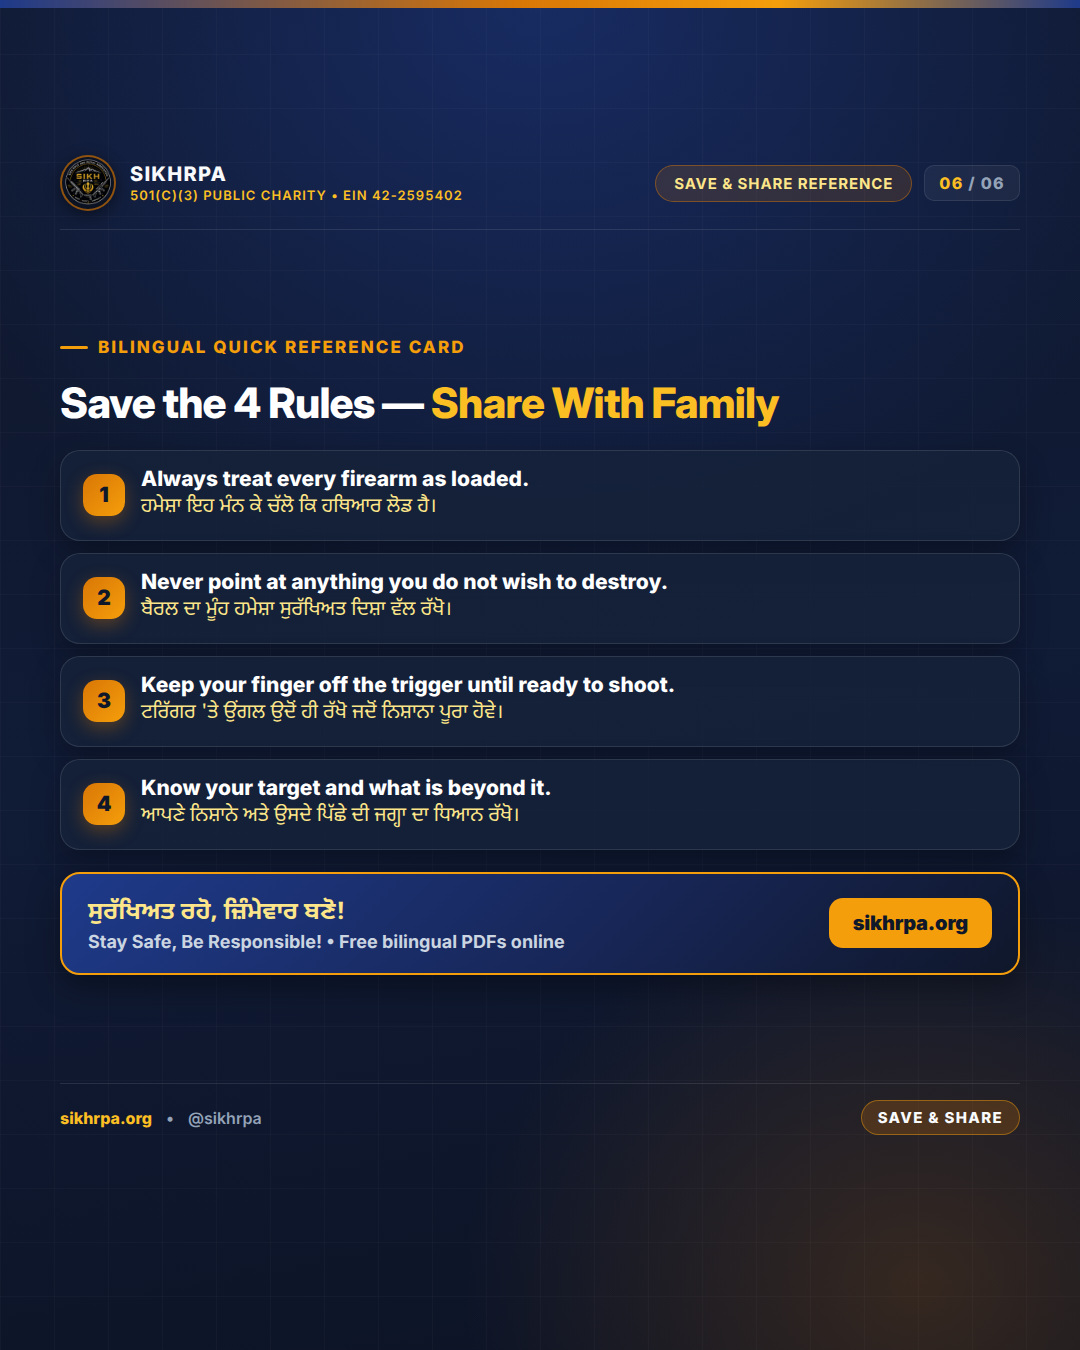 SIKH
SIKHRPA
501(C)(3) PUBLIC CHARITY • EIN 42-2595402
SAVE & SHARE REFERENCE
06 / 06
BILINGUAL QUICK REFERENCE CARD
Save the 4 Rules — Share With Family
1
Always treat every firearm as loaded.
ਹਮੇਸ਼ਾ ਇਹ ਮੰਨ ਕੇ ਚੱਲੋ ਕਿ ਹਥਿਆਰ ਲੋਡ ਹੈ।
2
Never point at anything you do not wish to destroy.
ਬੈਰਲ ਦਾ ਮੂੰਹ ਹਮੇਸ਼ਾ ਸੁਰੱਖਿਅਤ ਦਿਸ਼ਾ ਵੱਲ ਰੱਖੋ।
3
Keep your finger off the trigger until ready to shoot.
ਟਰਿੱਗਰ 'ਤੇ ਉਂਗਲ ਉਦੋਂ ਹੀ ਰੱਖੋ ਜਦੋਂ ਨਿਸ਼ਾਨਾ ਪੂਰਾ ਹੋਵੇ।
4
Know your target and what is beyond it.
ਆਪਣੇ ਨਿਸ਼ਾਨੇ ਅਤੇ ਉਸਦੇ ਪਿੱਛੇ ਦੀ ਜਗ੍ਹਾ ਦਾ ਧਿਆਨ ਰੱਖੋ।
ਸੁਰੱਖਿਅਤ ਰਹੋ, ਜ਼ਿੰਮੇਵਾਰ ਬਣੋ!
Stay Safe, Be Responsible! • Free bilingual PDFs online
sikhrpa.org
sikhrpa.org • @sikhrpa
SAVE & SHARE